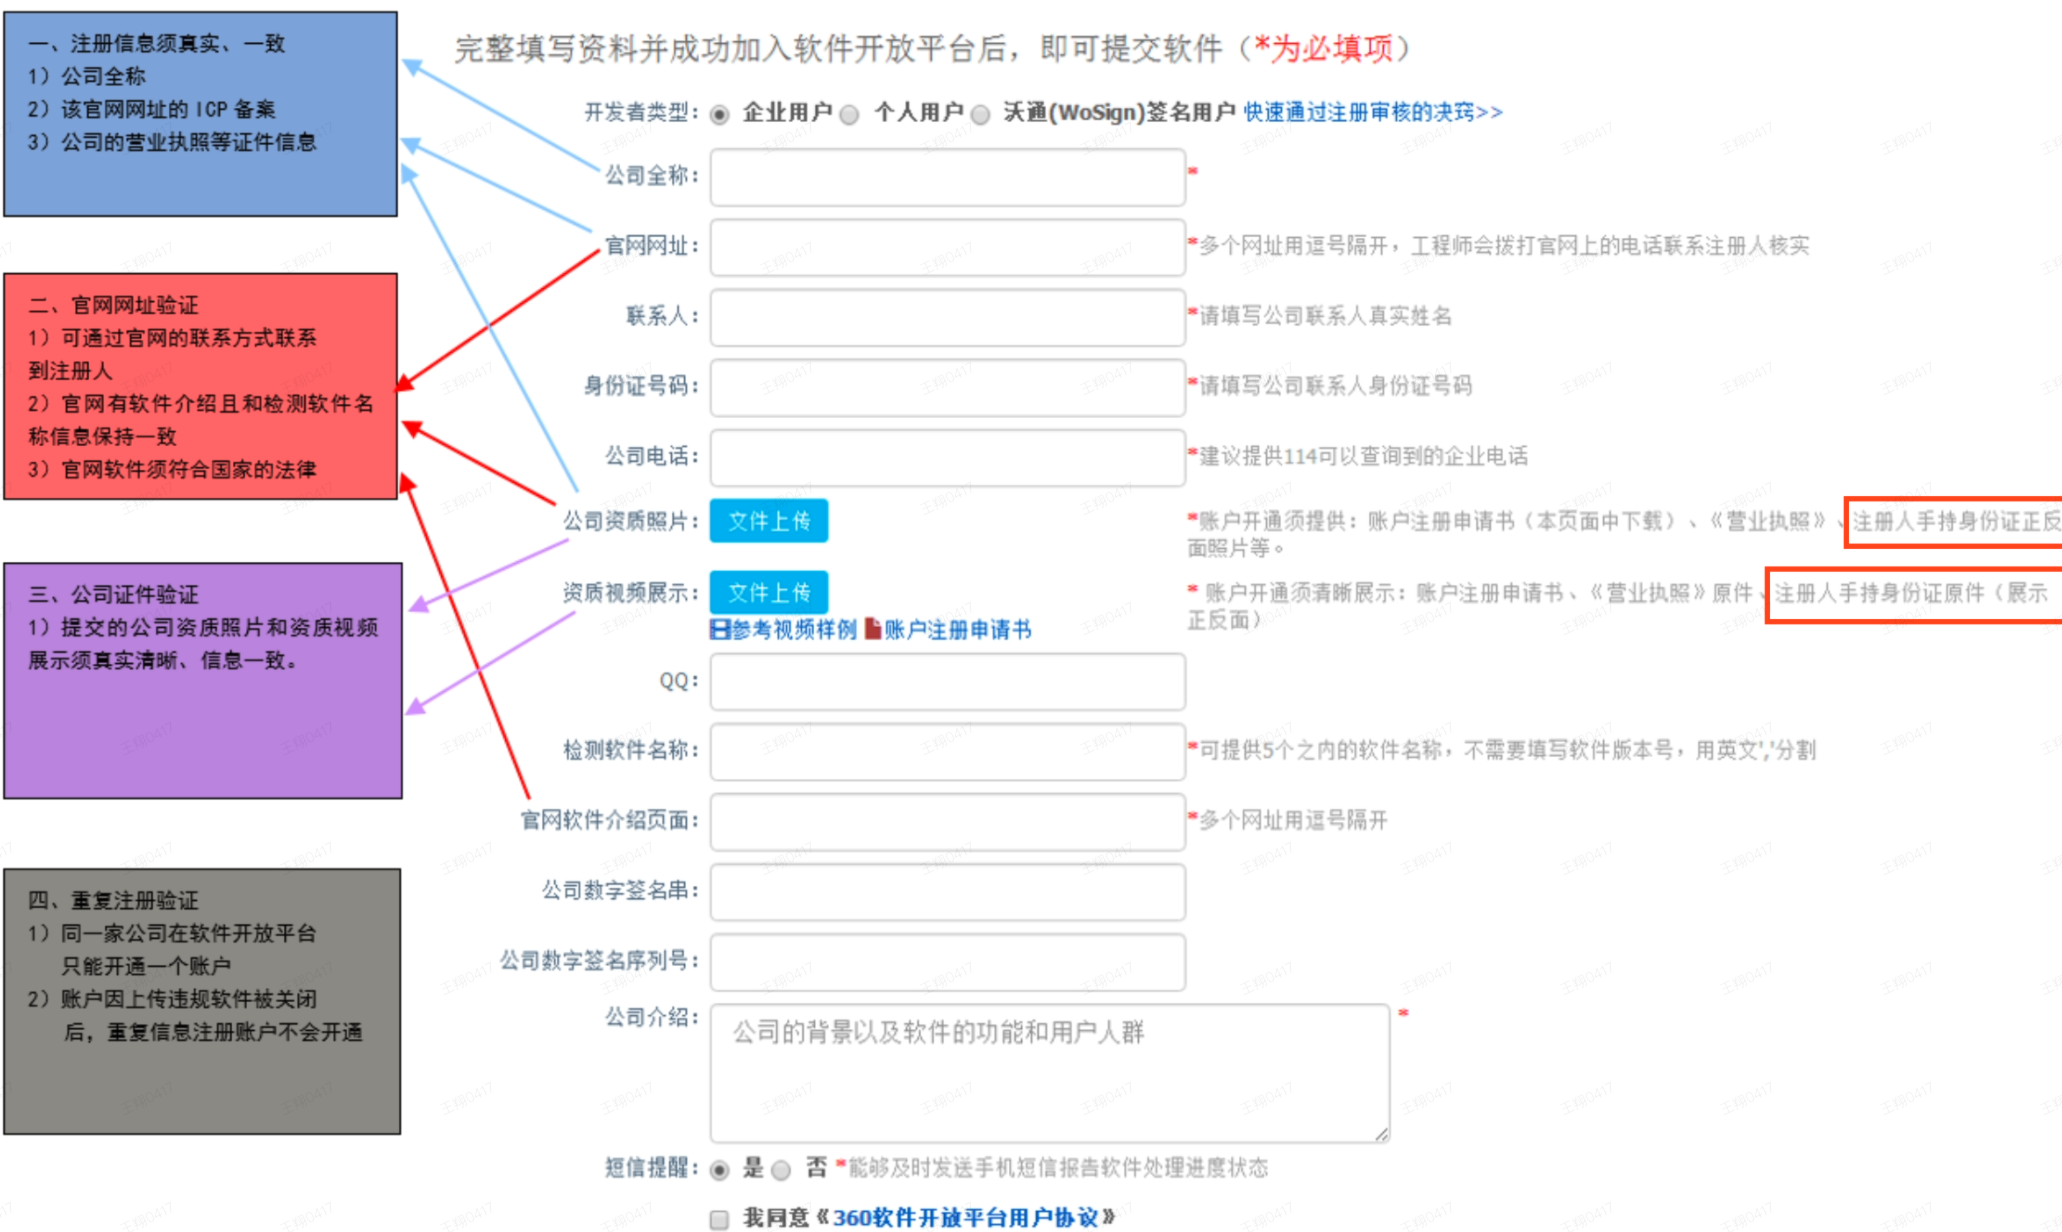 一、注册信息须真实、一致
1）公司全称
2）该官网网址的 ICP 备案
3）公司的营业执照等证件信息
二、官网网址验证
1）可通过官网的联系方式联系
到注册人
2）官网有软件介绍且和检测软件名
称信息保持一致
3）官网软件须符合国家的法律
三、公司证件验证
1）提交的公司资质照片和资质视频
展示须真实清晰、信息一致。
四、重复注册验证
1）同一家公司在软件开放平台
只能开通一个账户
2）账户因上传违规软件被关闭
后，重复信息注册账户不会开通
完整填写资料并成功加入软件开放平台后，即可提交软件（*为必填项）
开发者类型： 企业用户 个人用户 沃通(WoSign)签名用户 快速通过注册审核的决窍>>
公司全称： *
官网网址： *多个网址用逗号隔开，工程师会拨打官网上的电话联系注册人核实
联系人： *请填写公司联系人真实姓名
身份证号码： *请填写公司联系人身份证号码
公司电话： *建议提供114可以查询到的企业电话
公司资质照片： 文件上传 *账户开通须提供：账户注册申请书（本页面中下载）、《营业执照》、注册人手持身份证正反
面照片等。
资质视频展示： 文件上传 * 账户开通须清晰展示：账户注册申请书、《营业执照》原件、注册人手持身份证原件（展示
正反面）
参考视频样例 账户注册申请书
QQ：
检测软件名称： *可提供5个之内的软件名称，不需要填写软件版本号，用英文','分割
官网软件介绍页面： *多个网址用逗号隔开
公司数字签名串：
公司数字签名序列号：
公司介绍： 公司的背景以及软件的功能和用户人群 *
短信提醒： 是 否 *能够及时发送手机短信报告软件处理进度状态
我同意《360软件开放平台用户协议》